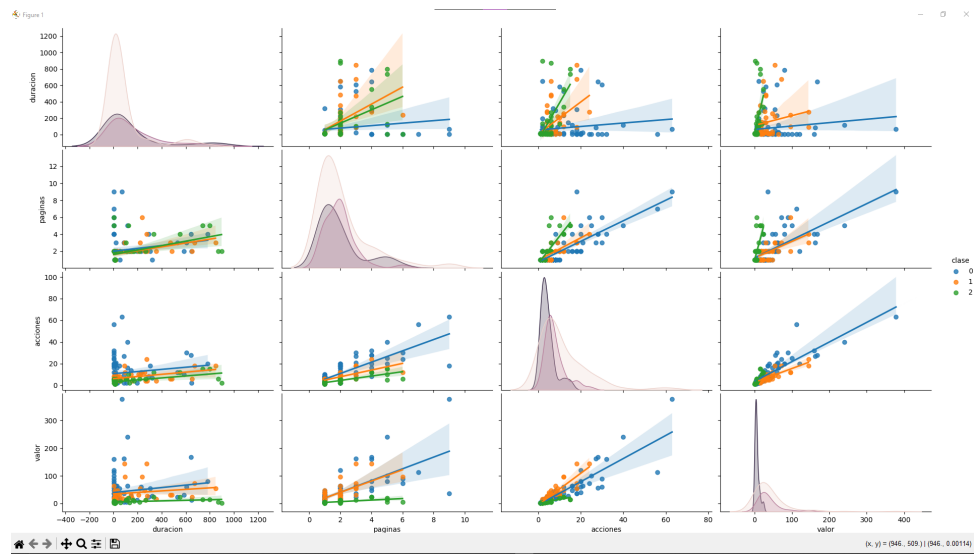 Figure 1
1200
1000
800
600
400
200
0
duracion
12
10
8
6
4
2
paginas
100
80
60
40
20
0
acciones
300
200
100
0
valor
clase
0
1
2
−400 −200 0 200 400 600 800 1000 1200
duracion
0 2 4 6 8 10
paginas
0 20 40 60 80
acciones
0 100 200 300 400
valor
(x, y) = (946., 509.) | (946., 0.00114)